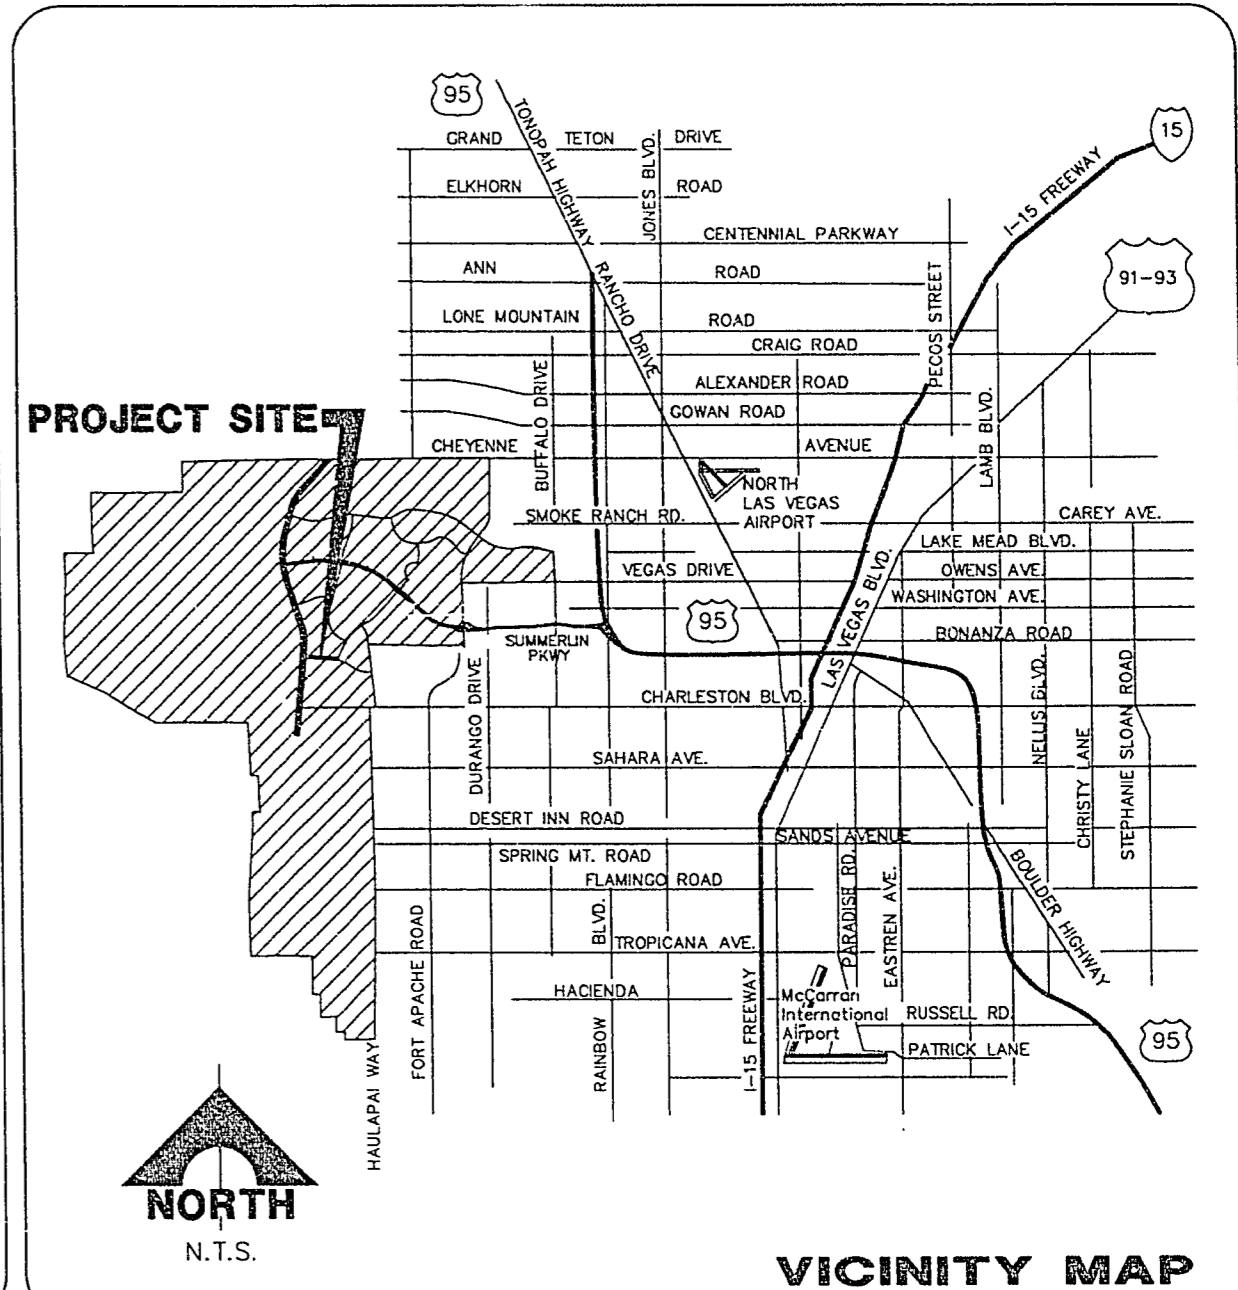 95
15
GRAND TETON DRIVE
TONOPAH HIGHWAY
JONES BLVD.
I-15 FREEWAY
ELKHORN ROAD
CENTENNIAL PARKWAY
91-93
ANN ROAD
RANCHO DRIVE
PECOS STREET
LONE MOUNTAIN ROAD
CRAIG ROAD
BUFFALO DRIVE
ALEXANDER ROAD
PROJECT SITE
GOWAN ROAD
LAMB BLVD.
CHEYENNE AVENUE
NORTH
LAS VEGAS
AIRPORT
SMOKE RANCH RD.
CAREY AVE.
LAKE MEAD BLVD.
VEGAS DRIVE
OWENS AVE.
LAS VEGAS BLVD.
WASHINGTON AVE.
95
SUMMERLIN
PKWY
BONANZA ROAD
DURANGO DRIVE
CHARLESTON BLVD.
NELLIS BLVD.
STEPHANIE SLOAN ROAD
CHRISTY LANE
SAHARA AVE.
DESERT INN ROAD
SANDS AVENUE
SPRING MT. ROAD
FLAMINGO ROAD
PARADISE RD.
EASTREN AVE.
BOULDER HIGHWAY
FORT APACHE ROAD
RAINBOW BLVD.
TROPICANA AVE.
HACIENDA
I-15 FREEWAY
McCarran
International
Airport
RUSSELL RD.
95
PATRICK LANE
HAULAPAI WAY
NORTH
N.T.S.
VICINITY MAP